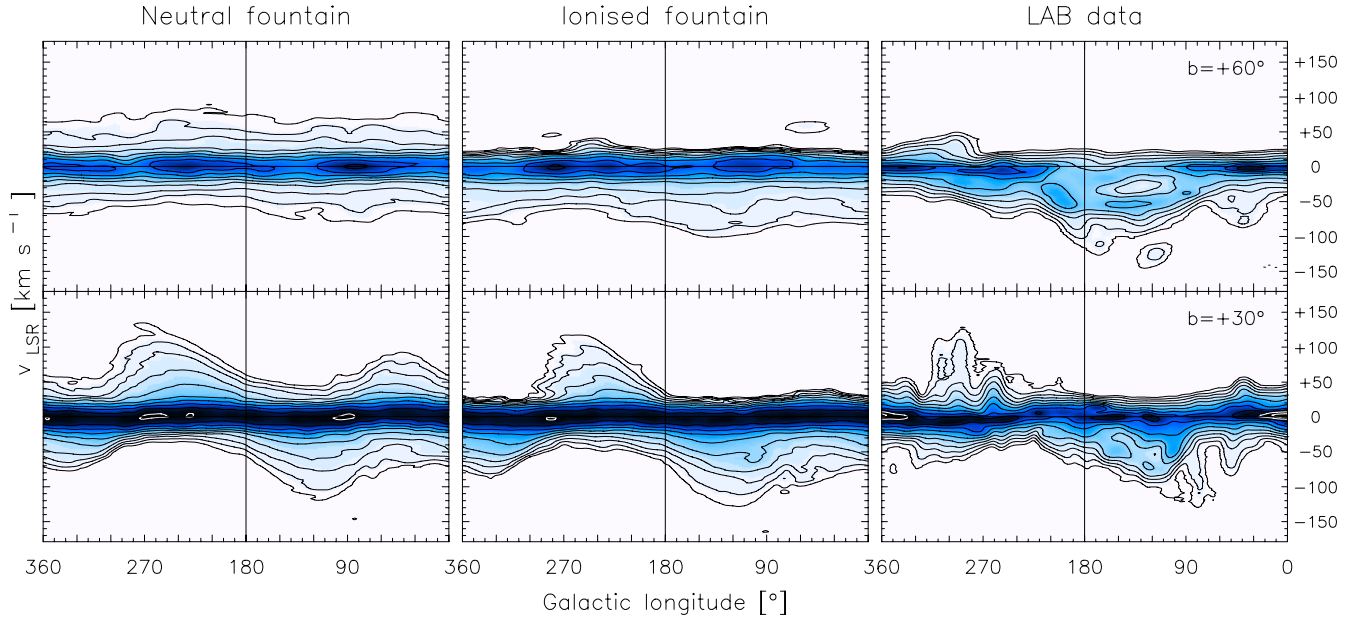 Neutral fountain
Ionised fountain
LAB data
b=+60°
+150
+100
+50
0
−50
−100
−150
b=+30°
+150
+100
+50
0
−50
−100
−150
v LSR [km s⁻¹]
360 270 180 90 360 270 180 90 360 270 180 90 0
Galactic longitude [°]